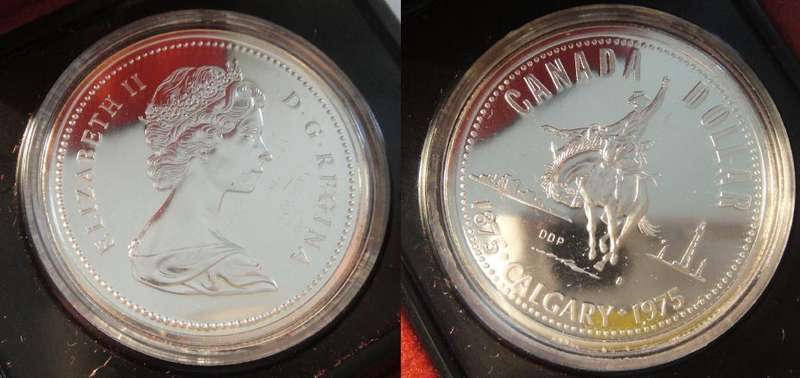 ELIZABETH II D·G·REGINA
CANADA DOLLAR
DDP
1875·CALGARY·1975